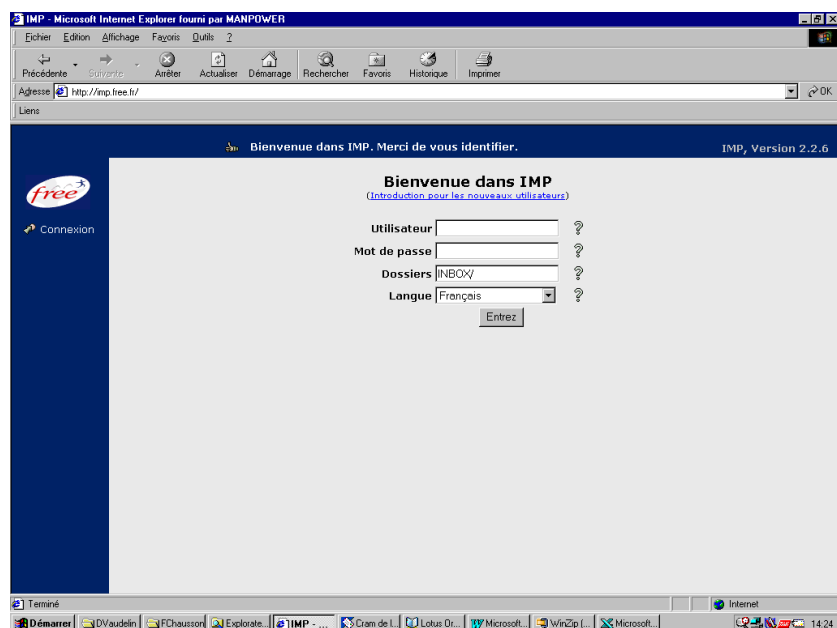 IMP - Microsoft Internet Explorer fourni par MANPOWER
Fichier Edition Affichage Favoris Outils ?
Précédente Suivante Arrêter Actualiser Démarrage Rechercher Favoris Historique Imprimer
Adresse http://imp.free.fr/ OK
Liens
Bienvenue dans IMP. Merci de vous identifier. IMP, Version 2.2.6
free
Connexion
Bienvenue dans IMP
(Introduction pour les nouveaux utilisateurs)
Utilisateur ?
Mot de passe ?
Dossiers INBOX/ ?
Langue Français ?
Entrez
Terminé Internet
Démarrer DVaudelin FChausson Explorate... IMP - ... Cram de l... Lotus Or... Microsoft... WinZip (... Microsoft... 14:24